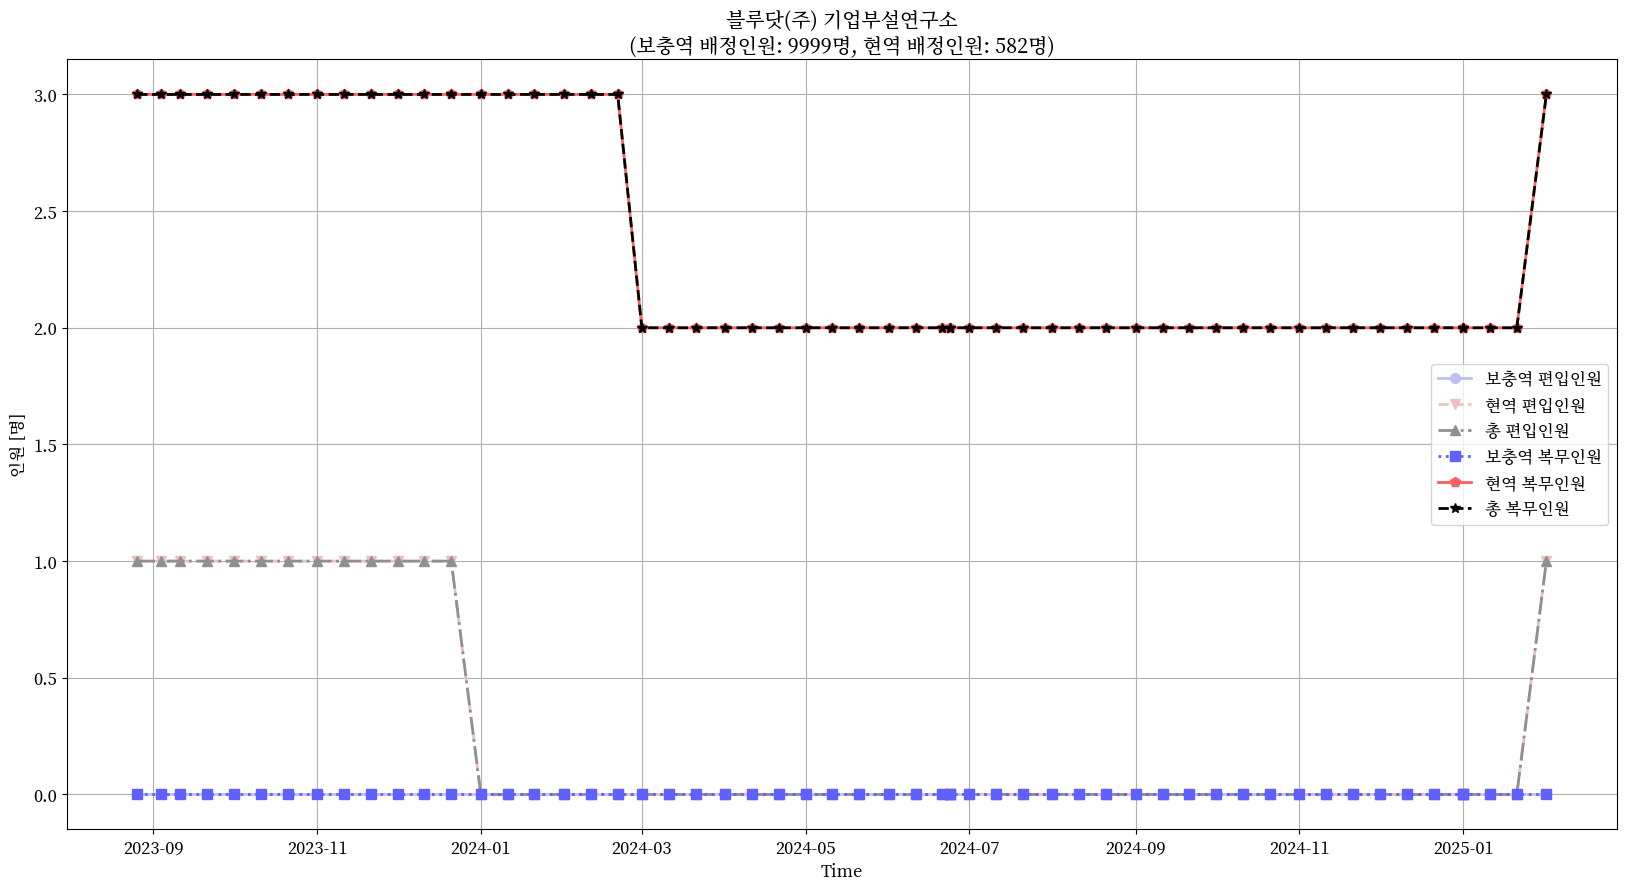 블루닷(주) 기업부설연구소
(보충역 배정인원: 9999명, 현역 배정인원: 582명)
3.0
2.5
2.0
1.5
1.0
0.5
0.0
인원 [명]
보충역 편입인원
현역 편입인원
총 편입인원
보충역 복무인원
현역 복무인원
총 복무인원
2023-09
2023-11
2024-01
2024-03
2024-05
2024-07
2024-09
2024-11
2025-01
Time